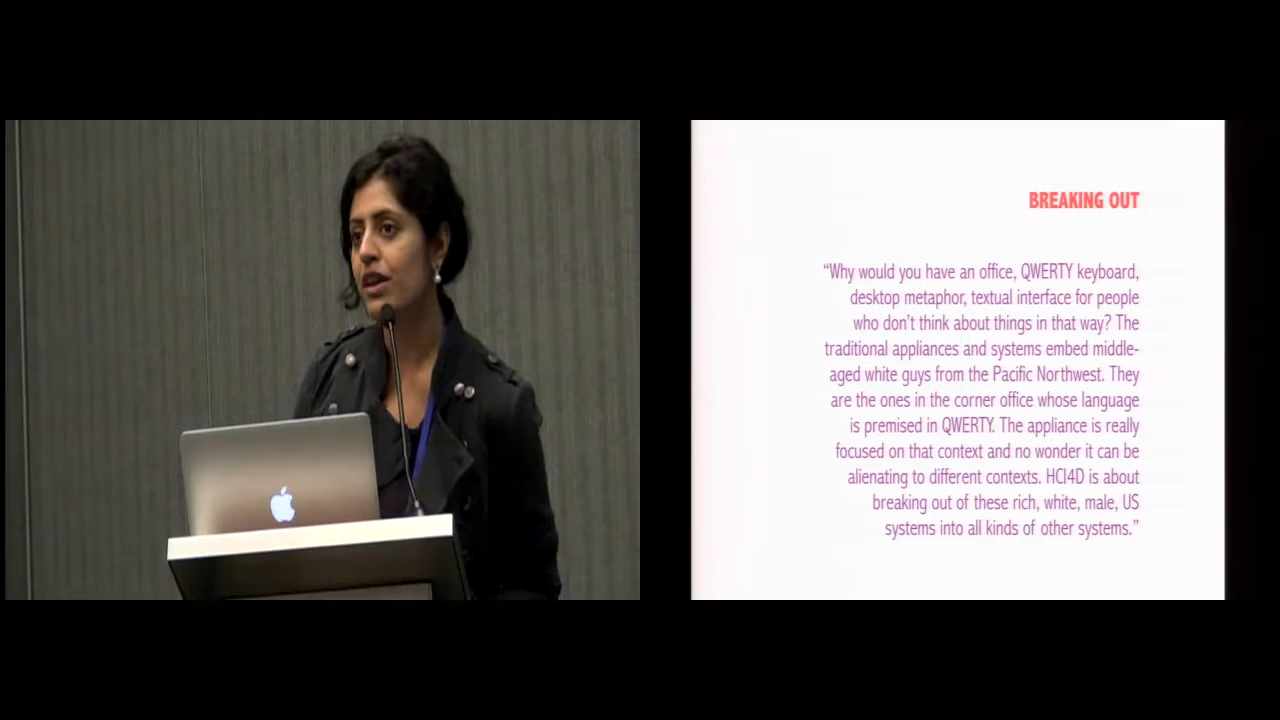 BREAKING OUT
“Why would you have an office, QWERTY keyboard,
desktop metaphor, textual interface for people
who don’t think about things in that way? The
traditional appliances and systems embed middle-
aged white guys from the Pacific Northwest. They
are the ones in the corner office whose language
is premised in QWERTY. The appliance is really
focused on that context and no wonder it can be
alienating to different contexts. HCI4D is about
breaking out of these rich, white, male, US
systems into all kinds of other systems.”